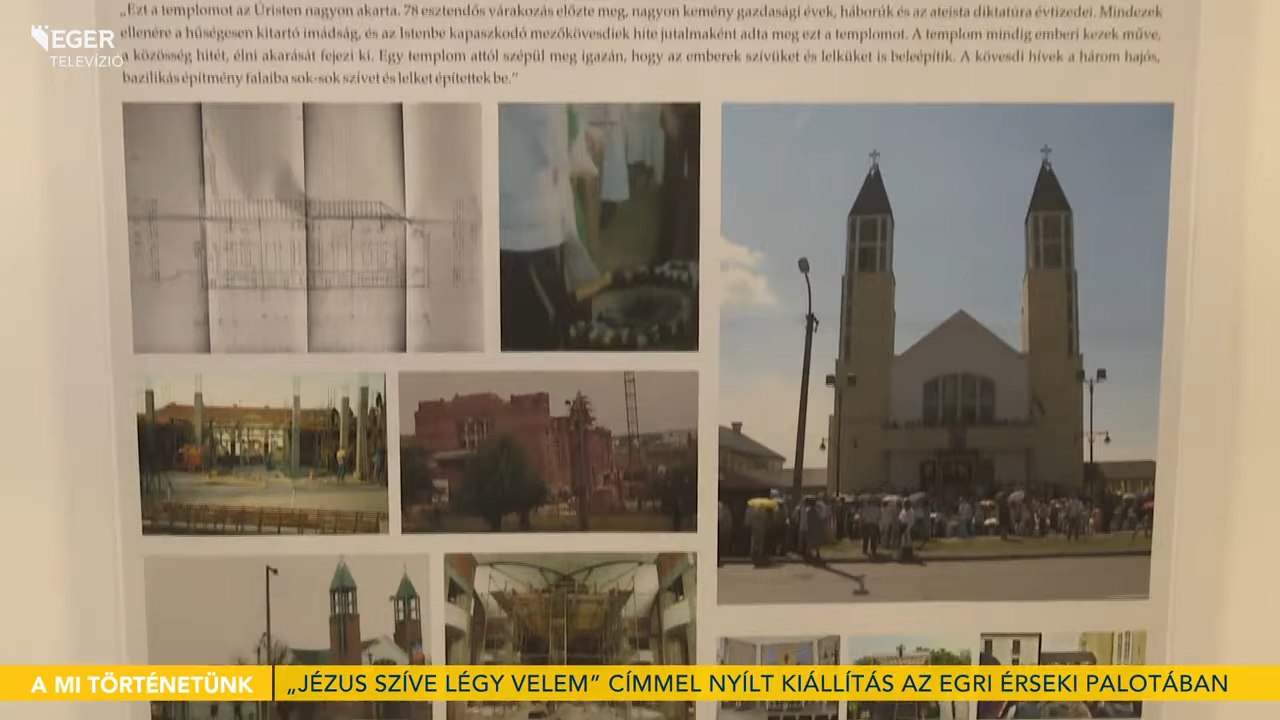 „Ezt a templomot az Úristen nagyon akarta. 78 esztendős várakozás előzte meg, nagyon kemény gazdasági évek, háborúk és az ateista diktatúra évtizedei. Mindezek
ellenére a hűségesen kitartó imádság, és az Istenbe kapaszkodó mezőkövesdiek hite jutalmaként adta meg ezt a templomot. A templom mindig emberi kezek műve,
a közösség hitét, élni akarását fejezi ki. Egy templom attól szépül meg igazán, hogy az emberek szívüket és lelküket is beleépítik. A kövesdi hívek a három hajós,
bazilikás építmény falaiba sok-sok szívet és lelket építettek be.”
EGER
TELEVÍZIÓ
A MI TÖRTÉNETÜNK
„JÉZUS SZÍVE LÉGY VELEM” CÍMMEL NYÍLT KIÁLLÍTÁS AZ EGRI ÉRSEKI PALOTÁBAN